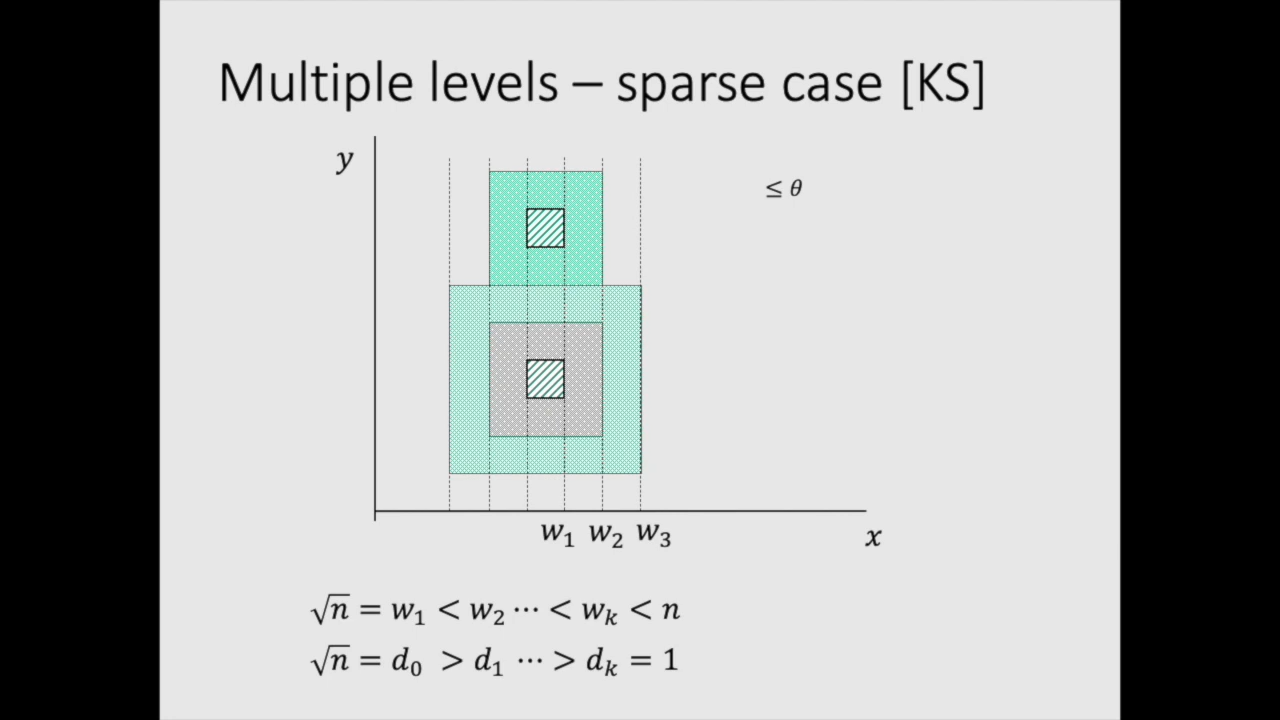 Multiple levels – sparse case [KS]
y
≤ θ
w₁ w₂ w₃
x
√n = w₁ < w₂ ⋯ < wₖ < n
√n = d₀ > d₁ ⋯ > dₖ = 1